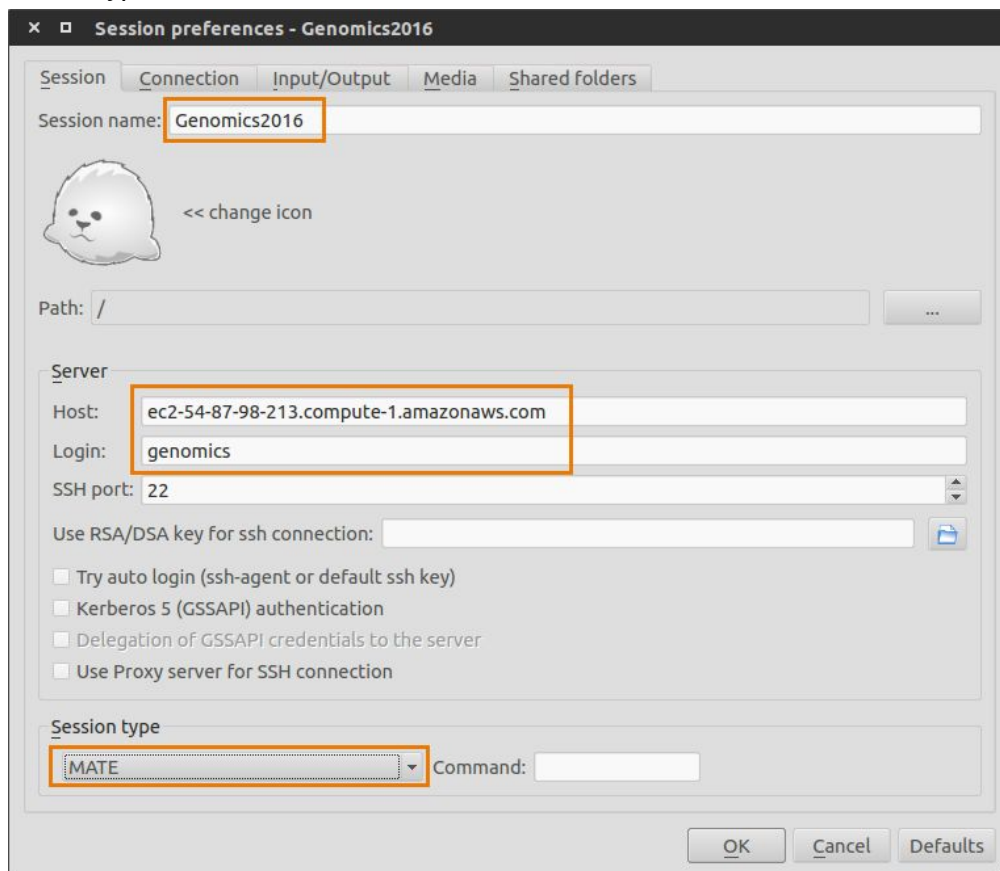 Session preferences - Genomics2016
Session Connection Input/Output Media Shared folders
Session name: Genomics2016
<< change icon
Path: / ...
Server
Host: ec2-54-87-98-213.compute-1.amazonaws.com
Login: genomics
SSH port: 22
Use RSA/DSA key for ssh connection:
Try auto login (ssh-agent or default ssh key)
Kerberos 5 (GSSAPI) authentication
Delegation of GSSAPI credentials to the server
Use Proxy server for SSH connection
Session type
MATE Command:
OK Cancel Defaults